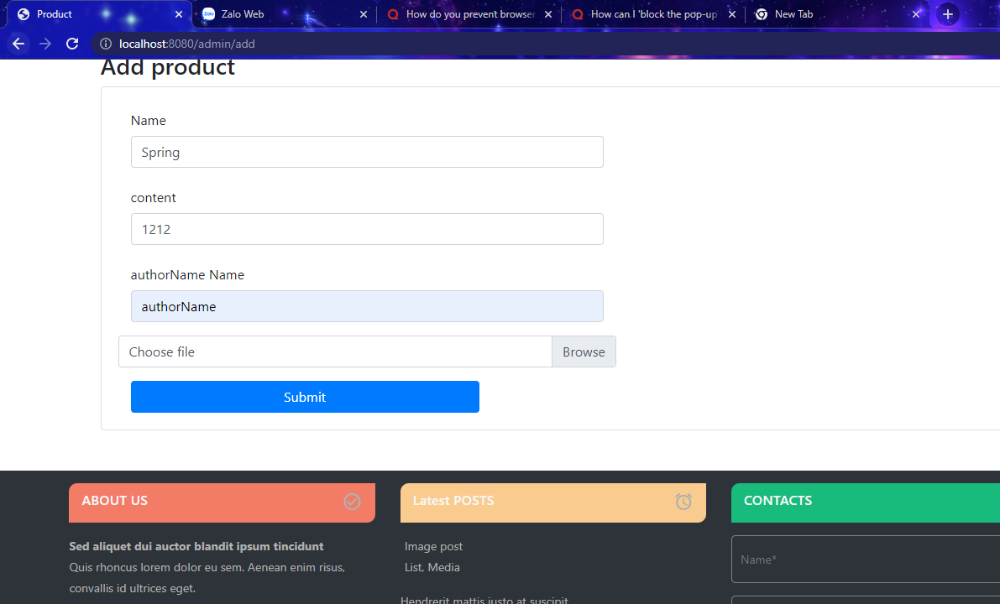 Product
Zalo Web
How do you prevent browser
How can I 'block the pop-up
New Tab
localhost:8080/admin/add
Add product
Name
Spring
content
1212
authorName Name
authorName
Choose file
Browse
Submit
ABOUT US
Latest POSTS
CONTACTS
Sed aliquet dui auctor blandit ipsum tincidunt
Quis rhoncus lorem dolor eu sem. Aenean enim risus,
convallis id ultrices eget.
Image post
List, Media
Hendrerit mattis justo at suscipit
Name*